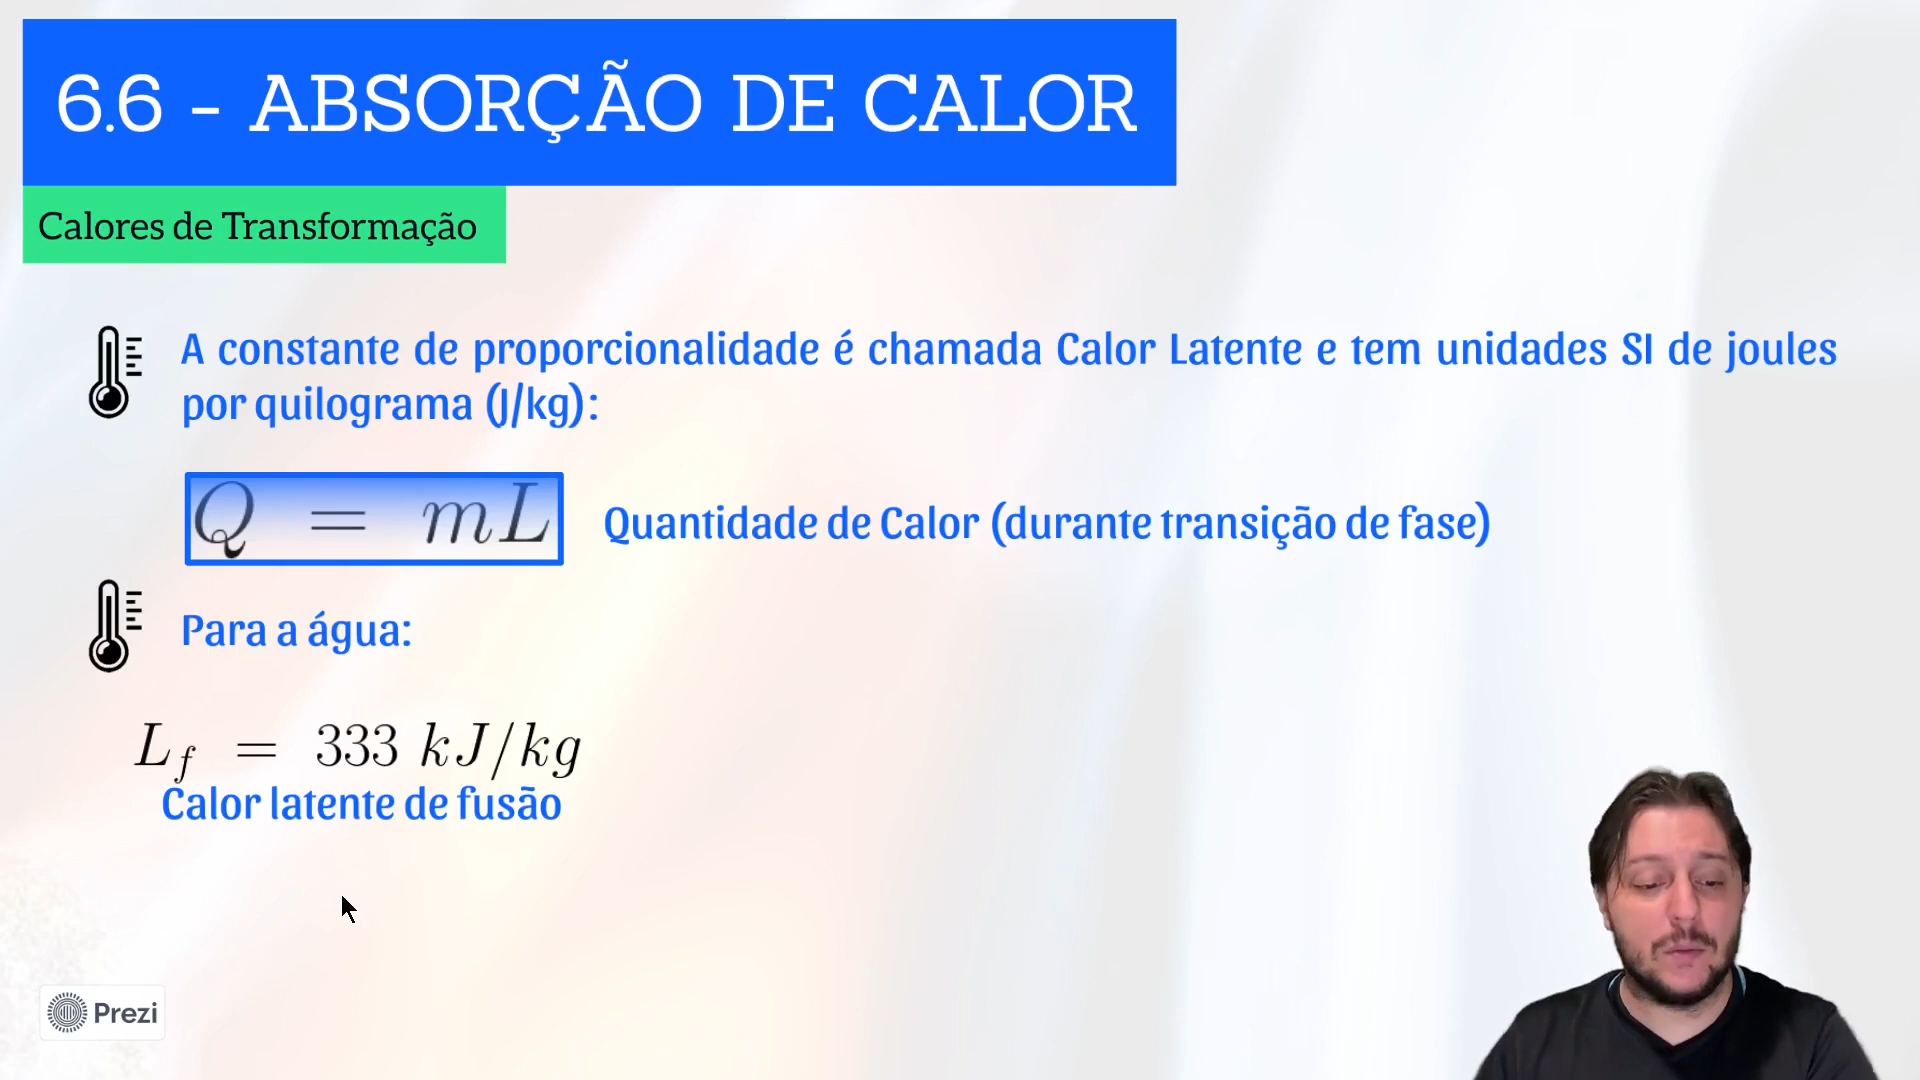 6.6 - ABSORÇÃO DE CALOR
Calores de Transformação
A constante de proporcionalidade é chamada Calor Latente e tem unidades SI de joules
por quilograma (J/kg):
Q = mL
Quantidade de Calor (durante transição de fase)
Para a água:
L_f = 333 kJ/kg
Calor latente de fusão
Prezi